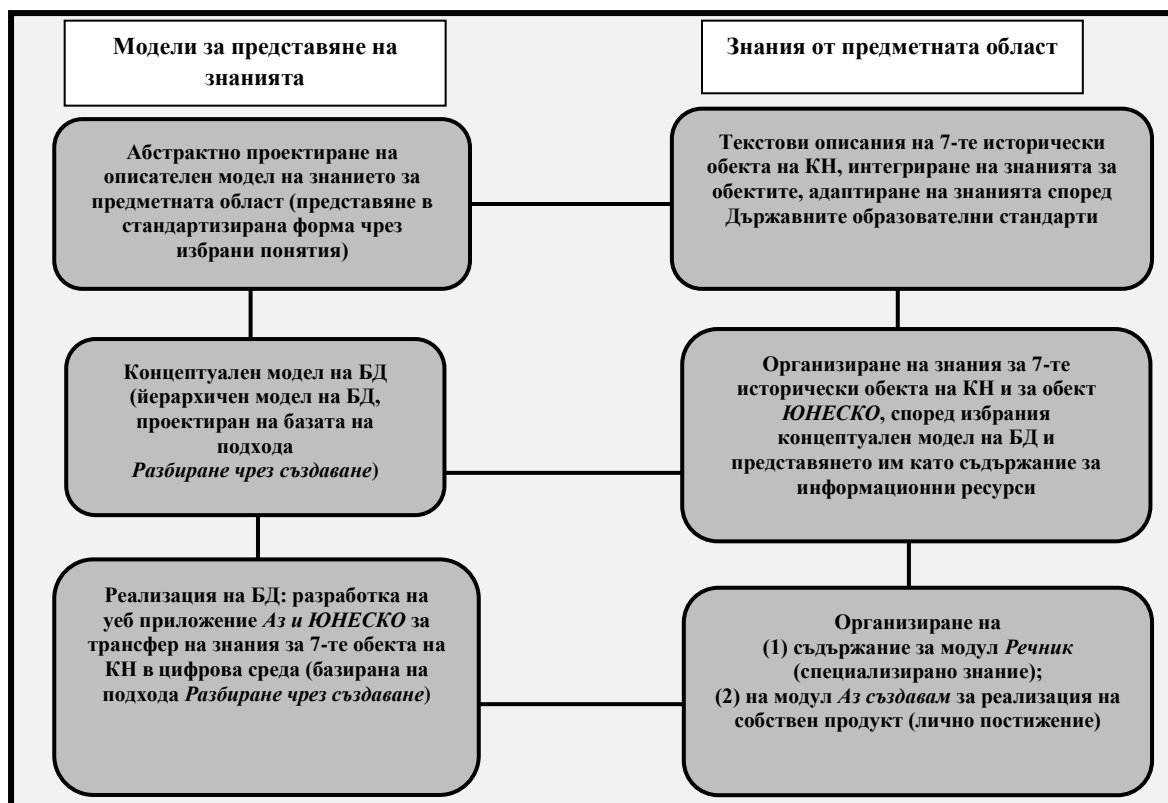 Модели за представяне на
знанията
Знания от предметната област
Абстрактно проектиране на
описателен модел на знанието за
предметната област (представяне в
стандартизирана форма чрез
избрани понятия)
Текстови описания на 7-те исторически
обекта на КН, интегриране на знанията за
обектите, адаптиране на знанията според
Държавните образователни стандарти
Концептуален модел на БД
(йерархичен модел на БД,
проектиран на базата на
подхода
Разбиране чрез създаване)
Организиране на знания за 7-те
исторически обекта на КН и за обект
ЮНЕСКО, според избрания
концептуален модел на БД и
представянето им като съдържание за
информационни ресурси
Реализация на БД: разработка на
уеб приложение Аз и ЮНЕСКО за
трансфер на знания за 7-те обекта на
КН в цифрова среда (базирана на
подхода Разбиране чрез създаване)
Организиране на
(1) съдържание за модул Речник
(специализирано знание);
(2) на модул Аз създавам за реализация на
собствен продукт (лично постижение)